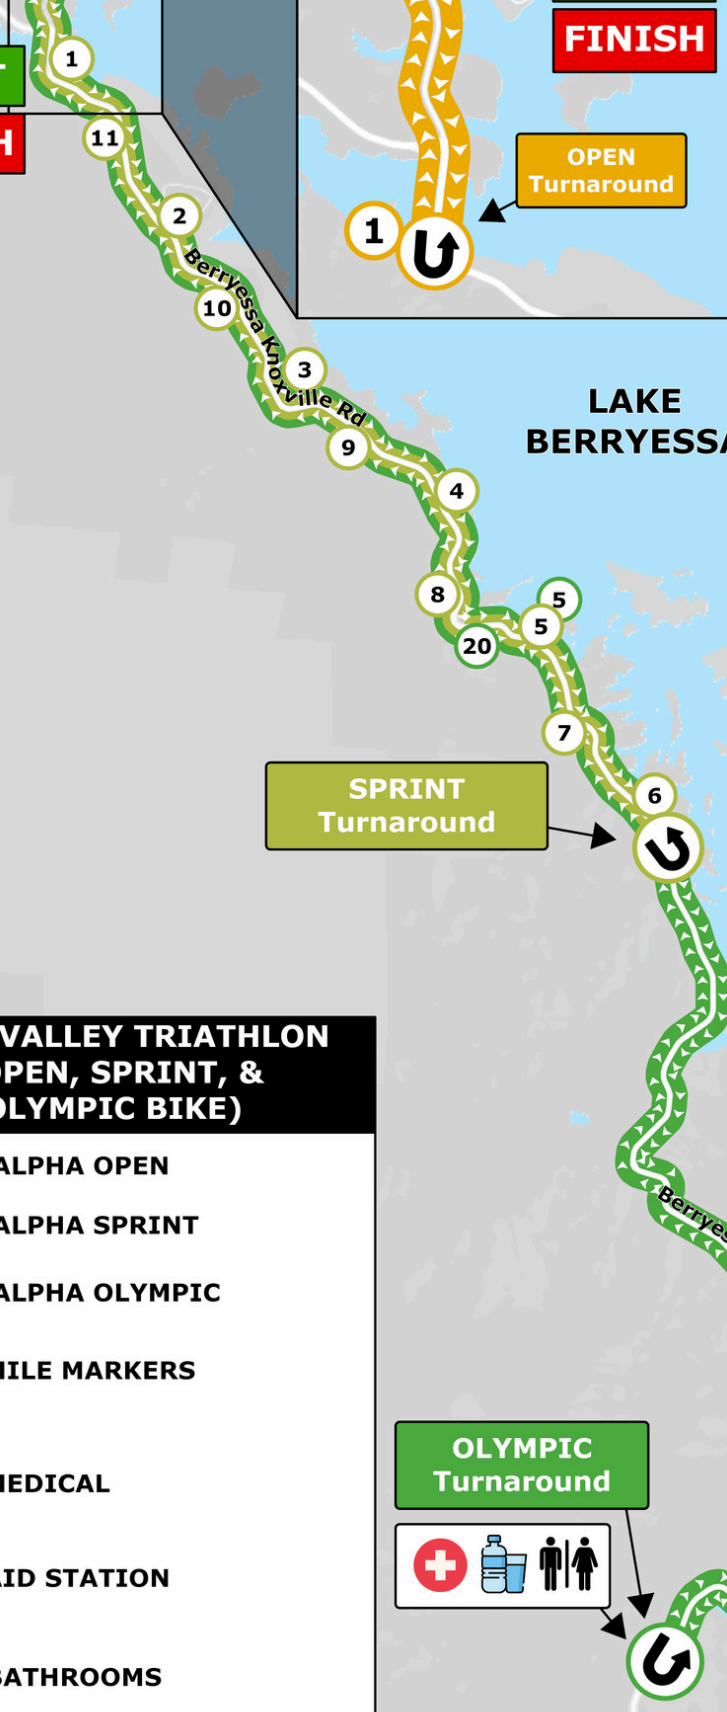 FINISH
1
OPEN
Turnaround
1
11
2
Berryessa Knoxville Rd
10
3
9
LAKE
BERRYESSA
4
8
5
5
20
7
SPRINT
Turnaround
6
VALLEY TRIATHLON
OPEN, SPRINT, &
OLYMPIC BIKE)
ALPHA OPEN
ALPHA SPRINT
ALPHA OLYMPIC
MILE MARKERS
MEDICAL
AID STATION
BATHROOMS
Berryes
OLYMPIC
Turnaround